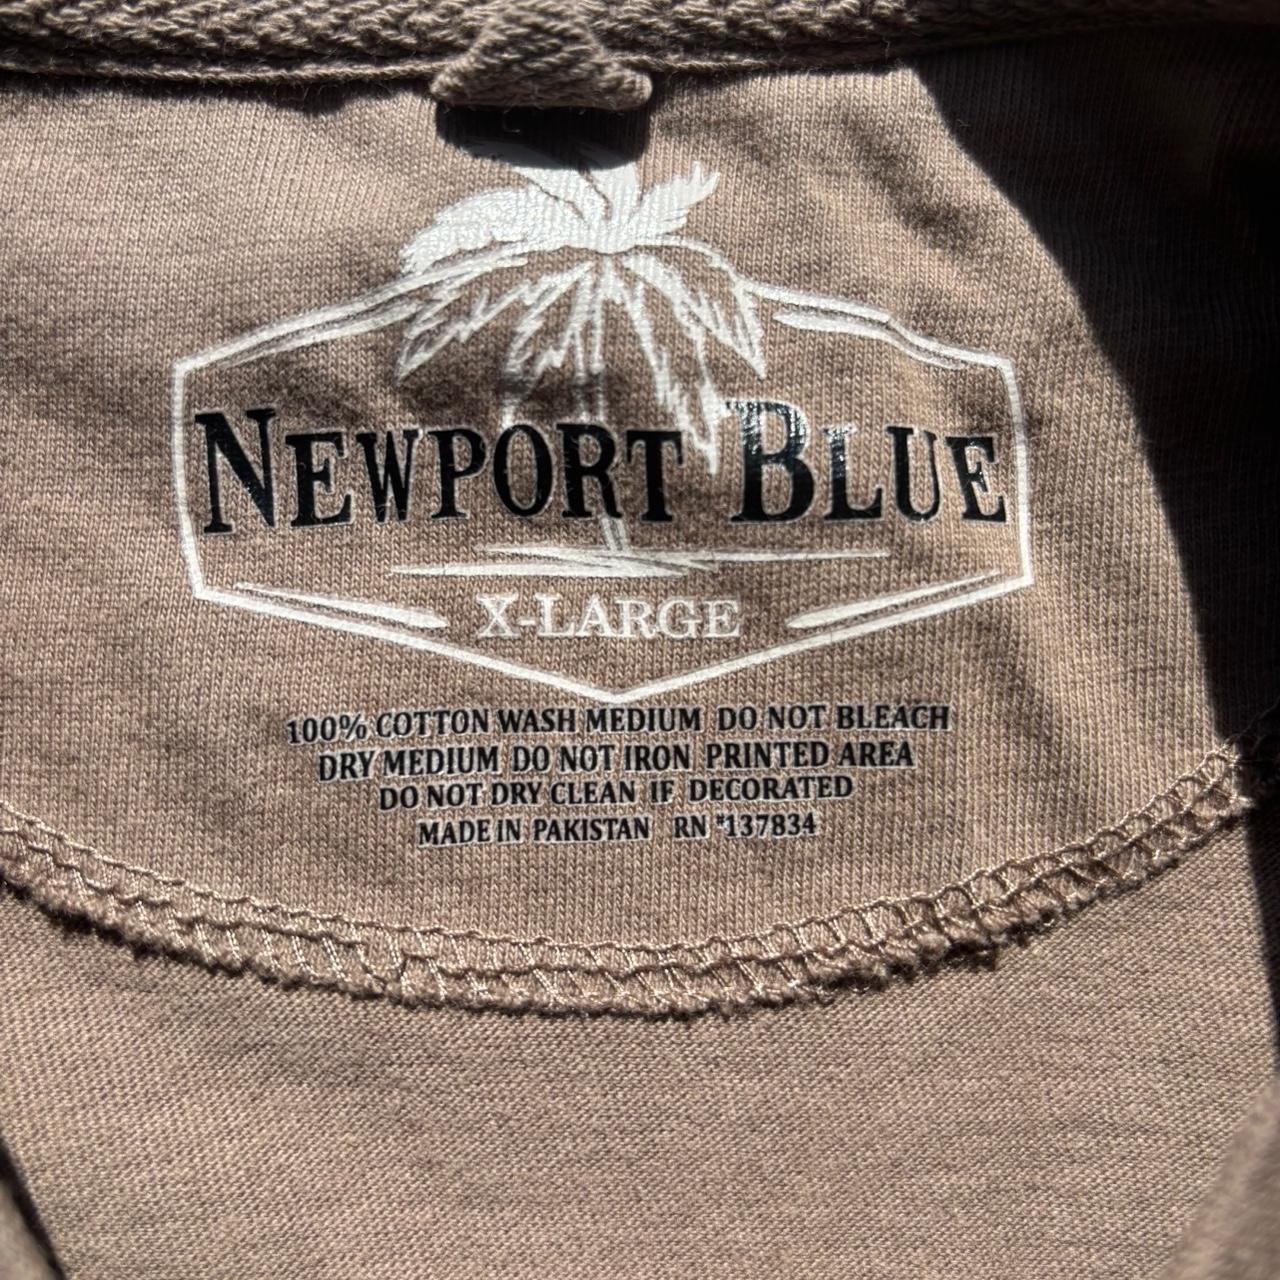 NEWPORT BLUE
X-LARGE
100% COTTON WASH MEDIUM DO NOT BLEACH
DRY MEDIUM DO NOT IRON PRINTED AREA
DO NOT DRY CLEAN IF DECORATED
MADE IN PAKISTAN RN #137834